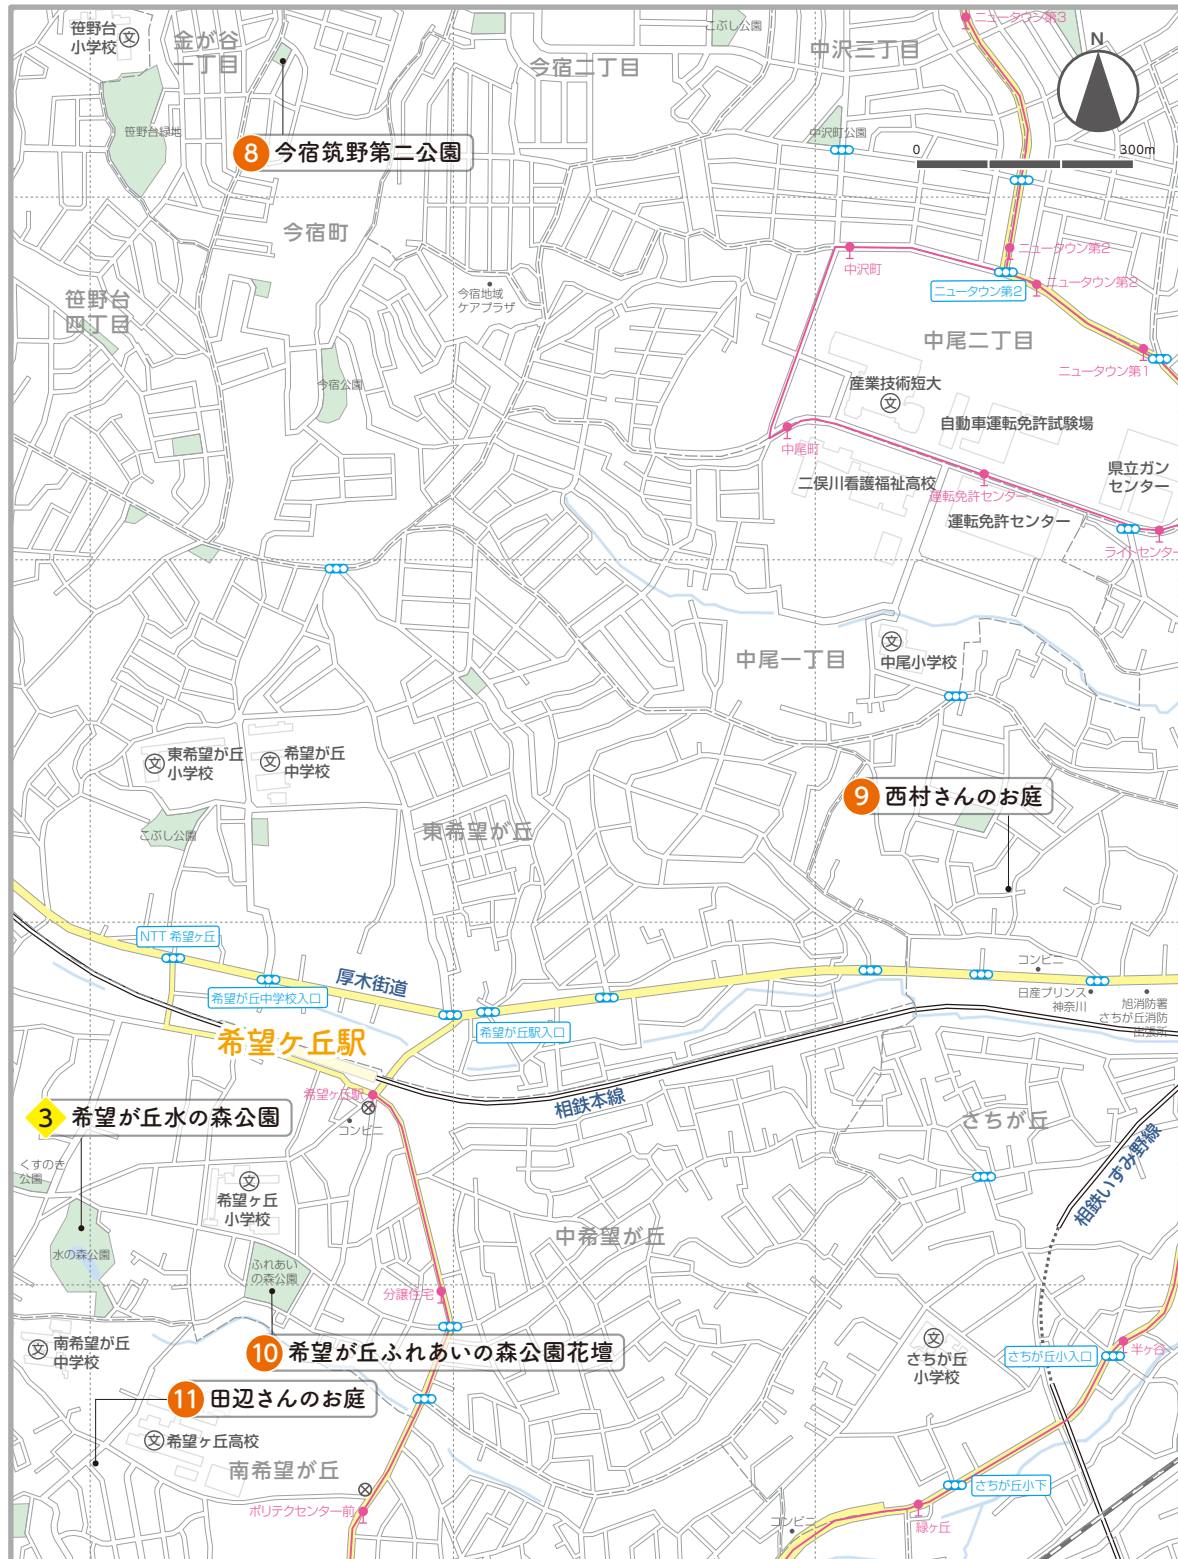 笹野台
小学校
文
金が谷
一丁目
こぶし公園
ニュータウン第3
今宿二丁目
中沢三丁目
N
笹野台緑地
中沢町公園
0
300m
8 今宿筑野第二公園
今宿町
中沢町
ニュータウン第2
ニュータウン第2
ニュータウン第2
今宿地域
ケアプラザ
笹野台
四丁目
中尾二丁目
ニュータウン第1
今宿公園
産業技術短大
文
自動車運転免許試験場
中尾町
県立ガン
センター
二俣川看護福祉高校
運転免許センター
運転免許センター
ライトセンター
中尾一丁目
文
中尾小学校
文
東希望が丘
小学校
文
希望が丘
中学校
9 西村さんのお庭
こぶし公園
東希望が丘
NTT 希望ヶ丘
厚木街道
希望が丘中学校入口
希望が丘駅入口
コンビニ
日産プリンス
神奈川
旭消防署
さちが丘消防
出張所
希望ケ丘駅
希望ヶ丘駅
コンビニ
相鉄本線
3 希望が丘水の森公園
さちが丘
相鉄いずみ野線
くすのき
公園
文
希望ヶ丘
小学校
水の森公園
ふれあい
の森公園
中希望が丘
分譲住宅
文
南希望が丘
中学校
10 希望が丘ふれあいの森公園花壇
文
さちが丘
小学校
さちが丘小入口
半ヶ谷
11 田辺さんのお庭
文
希望ヶ丘高校
南希望が丘
ポリテクセンター前
さちが丘小下
コンビニ
緑ヶ丘